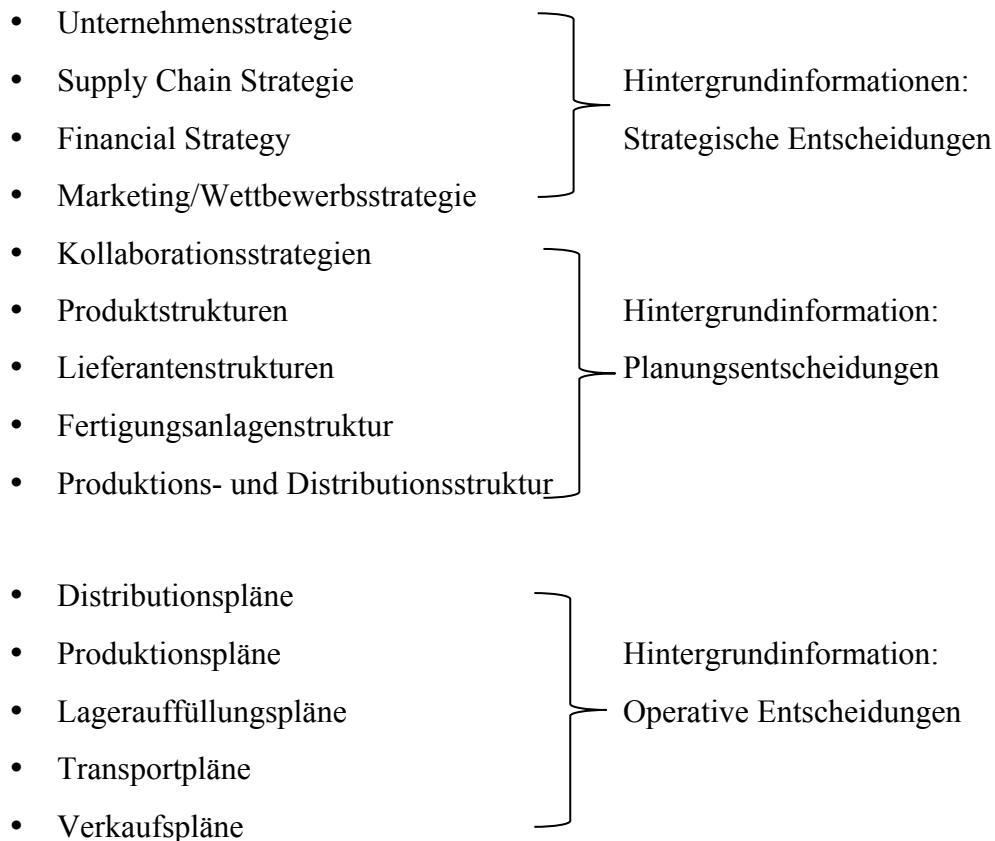 • Unternehmensstrategie
• Supply Chain Strategie Hintergrundinformationen:
• Financial Strategy Strategische Entscheidungen
• Marketing/Wettbewerbsstrategie
• Kollaborationsstrategien
• Produktstrukturen Hintergrundinformation:
• Lieferantenstrukturen Planungsentscheidungen
• Fertigungsanlagenstruktur
• Produktions- und Distributionsstruktur
• Distributionspläne
• Produktionspläne Hintergrundinformation:
• Lagerauffüllungspläne Operative Entscheidungen
• Transportpläne
• Verkaufspläne